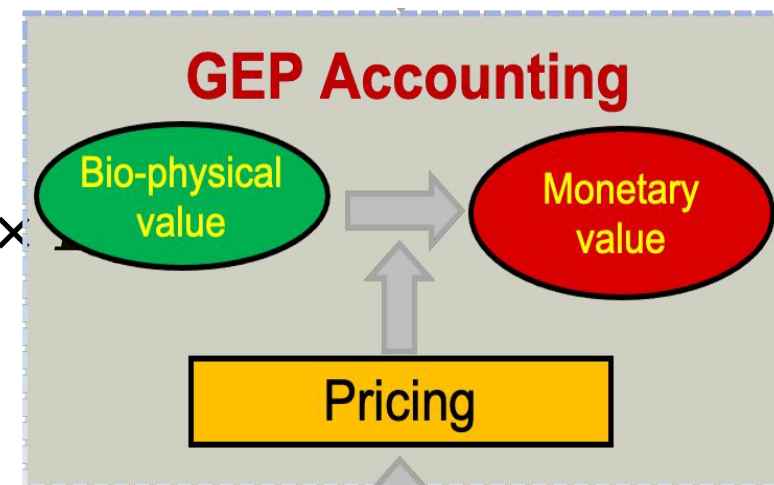 GEP Accounting
Bio-physical
value
Monetary
value
×
Pricing